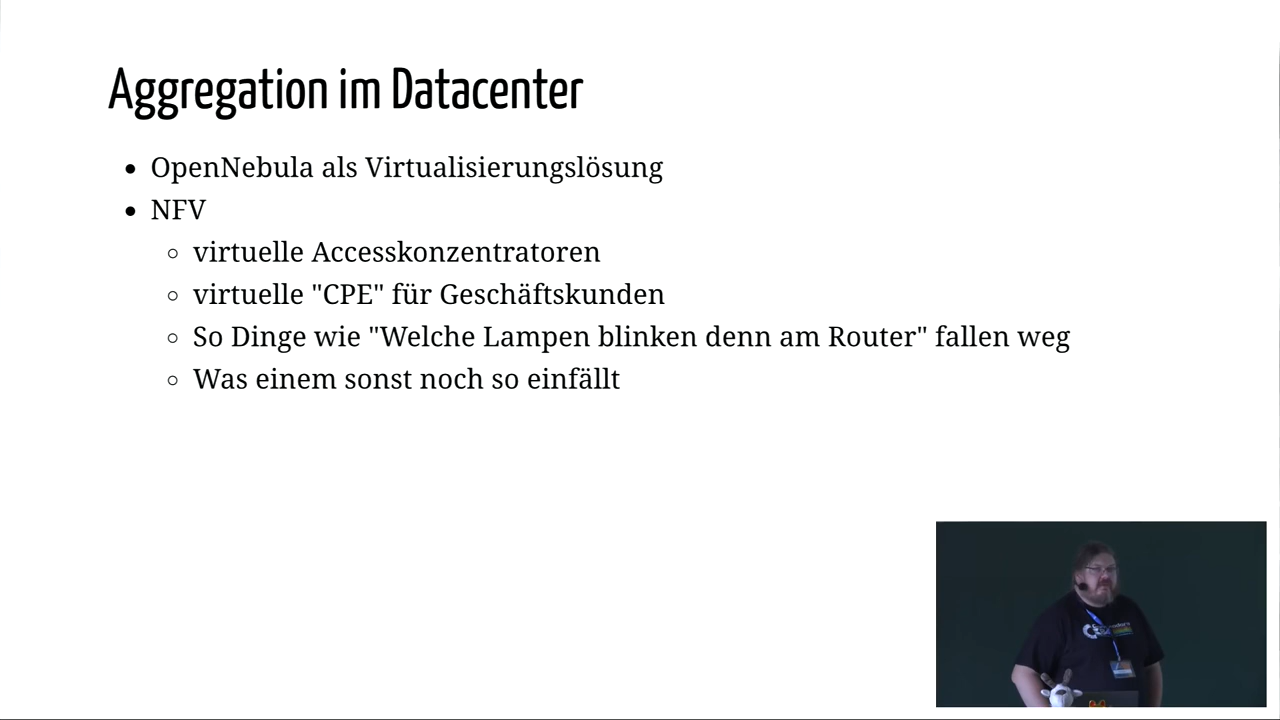 Aggregation im Datacenter
OpenNebula als Virtualisierungslösung
NFV
virtuelle Accesskonzentratoren
virtuelle "CPE" für Geschäftskunden
So Dinge wie "Welche Lampen blinken denn am Router" fallen weg
Was einem sonst noch so einfällt